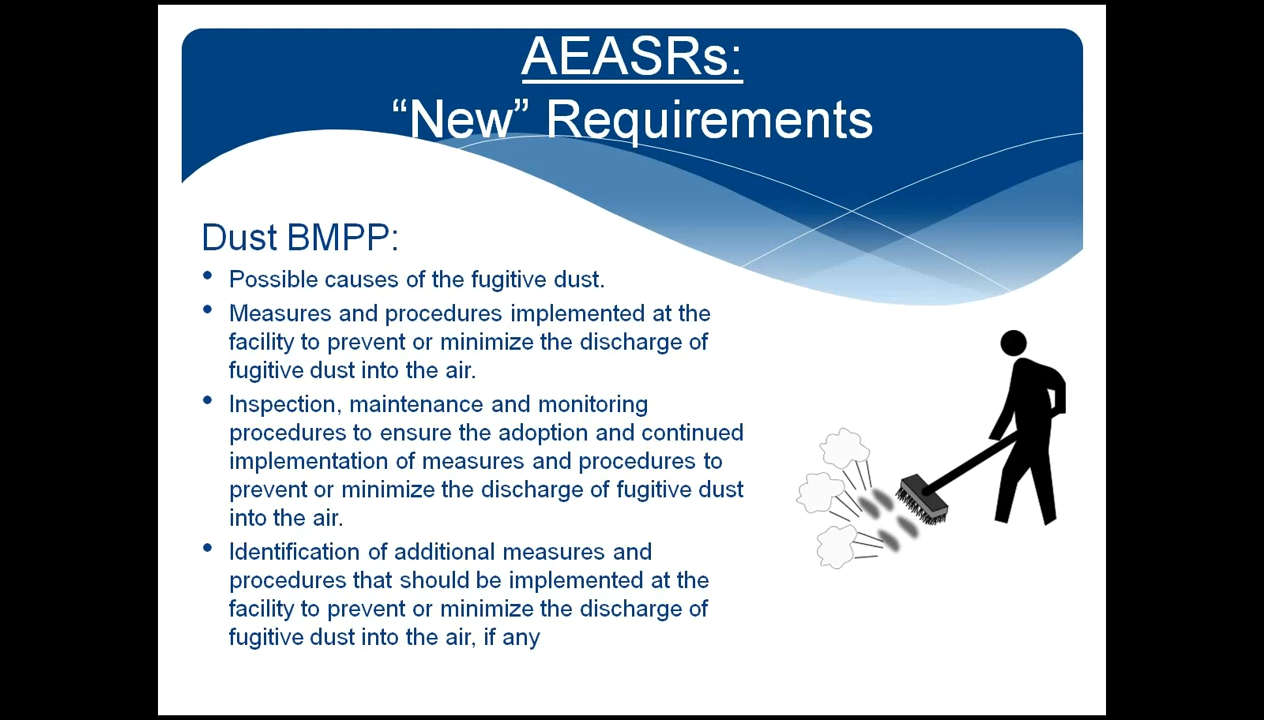 AEASRs:
“New” Requirements
Dust BMPP:
• Possible causes of the fugitive dust.
• Measures and procedures implemented at the
facility to prevent or minimize the discharge of
fugitive dust into the air.
• Inspection, maintenance and monitoring
procedures to ensure the adoption and continued
implementation of measures and procedures to
prevent or minimize the discharge of fugitive dust
into the air.
• Identification of additional measures and
procedures that should be implemented at the
facility to prevent or minimize the discharge of
fugitive dust into the air, if any